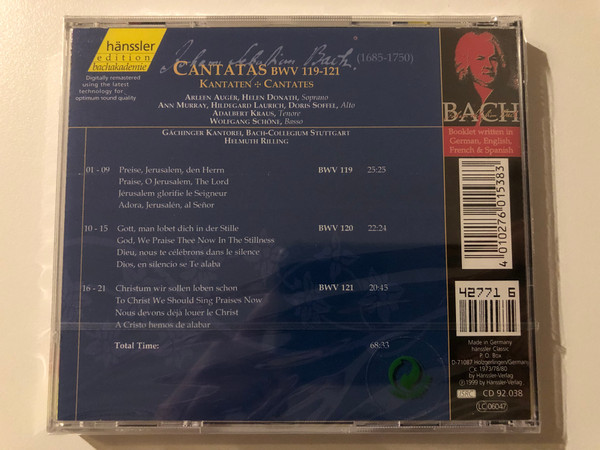 hänssler
edition
bachakademie
Digitally remastered
using the latest
technology for
optimum sound quality
Johann Sebastian Bach (1685-1750)
CANTATAS BWV 119-121
KANTATEN ✢ CANTATES
ARLEEN AUGÉR, HELEN DONATH, Soprano
ANN MURRAY, HILDEGARD LAURICH, DORIS SOFFEL, Alto
ADALBERT KRAUS, Tenore
WOLFGANG SCHÖNE, Basso
GÄCHINGER KANTOREI, BACH-COLLEGIUM STUTTGART
HELMUTH RILLING
01 - 09 Preise, Jerusalem, den Herrn BWV 119 25:25
Praise, O Jerusalem, The Lord
Jérusalem glorifie le Seigneur
Adora, Jerusalén, al Señor
10 - 15 Gott, man lobet dich in der Stille BWV 120 22:24
God, We Praise Thee Now In The Stillness
Dieu, nous te célébrons dans le silence
Dios, en silencio se Te alaba
16 - 21 Christum wir sollen loben schon BWV 121 20:45
To Christ We Should Sing Praises Now
Nous devons déjà louer le Christ
A Cristo hemos de alabar
Total Time: 68:33
BACH
Booklet written in
German, English,
French & Spanish
4 010276 015383
42771 6
Made in Germany
hänssler Classic
P. O. Box
D-71087 Holzgerlingen/Germany
℗ 1973/78/80
by Hänssler-Verlag
Ⓟ 1999 by Hänssler-Verlag
ISRC CD 92.038
LC 06047